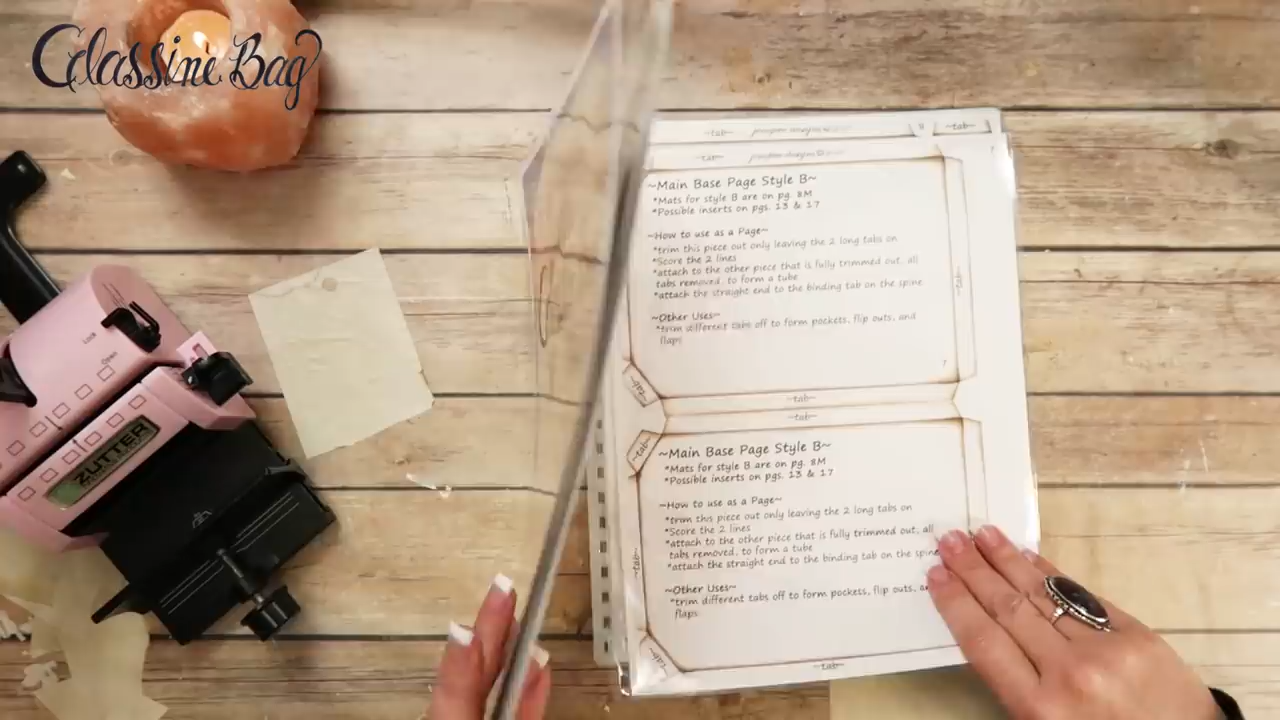 Glassine Bag
~tab~
9
~tab~
~tab~
~Main Base Page Style B~
*Mats for style B are on pg. 8M
*Possible inserts on pgs. 13 & 17
~How to use as a Page~
*trim this piece out only leaving the 2 long tabs on
*Score the 2 lines
*attach to the other piece that is fully trimmed out, all
tabs removed, to form a tube
*attach the straight end to the binding tab on the spine
~Other Uses~
*trim different tabs off to form pockets, flip outs, and
flaps
7
~tab~
~tab~
~tab~
~tab~
~tab~
~Main Base Page Style B~
*Mats for style B are on pg. 8M
*Possible inserts on pgs. 13 & 17
~How to use as a Page~
*trim this piece out only leaving the 2 long tabs on
*Score the 2 lines
*attach to the other piece that is fully trimmed out, all
tabs removed, to form a tube
*attach the straight end to the binding tab on the spine
~Other Uses~
*trim different tabs off to form pockets, flip outs,
flaps
~tab~
~tab~
~tab~
Lock
Open
ZUTTER